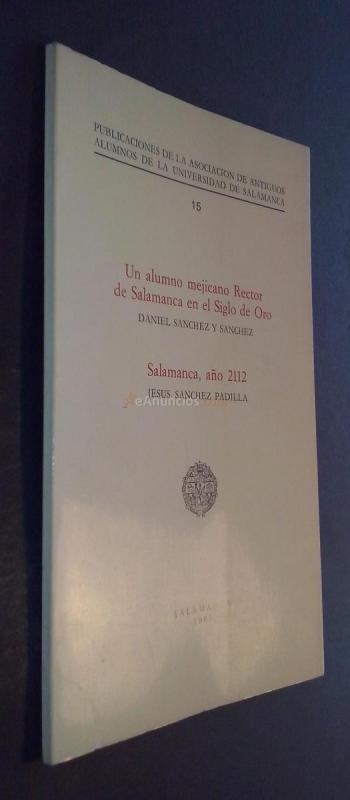 PUBLICACIONES DE LA ASOCIACION DE ANTIGUOS
ALUMNOS DE LA UNIVERSIDAD DE SALAMANCA
15
Un alumno mejicano Rector
de Salamanca en el Siglo de Oro
DANIEL SANCHEZ Y SANCHEZ
Salamanca, año 2112
JESUS SANCHEZ PADILLA
eAnuncios